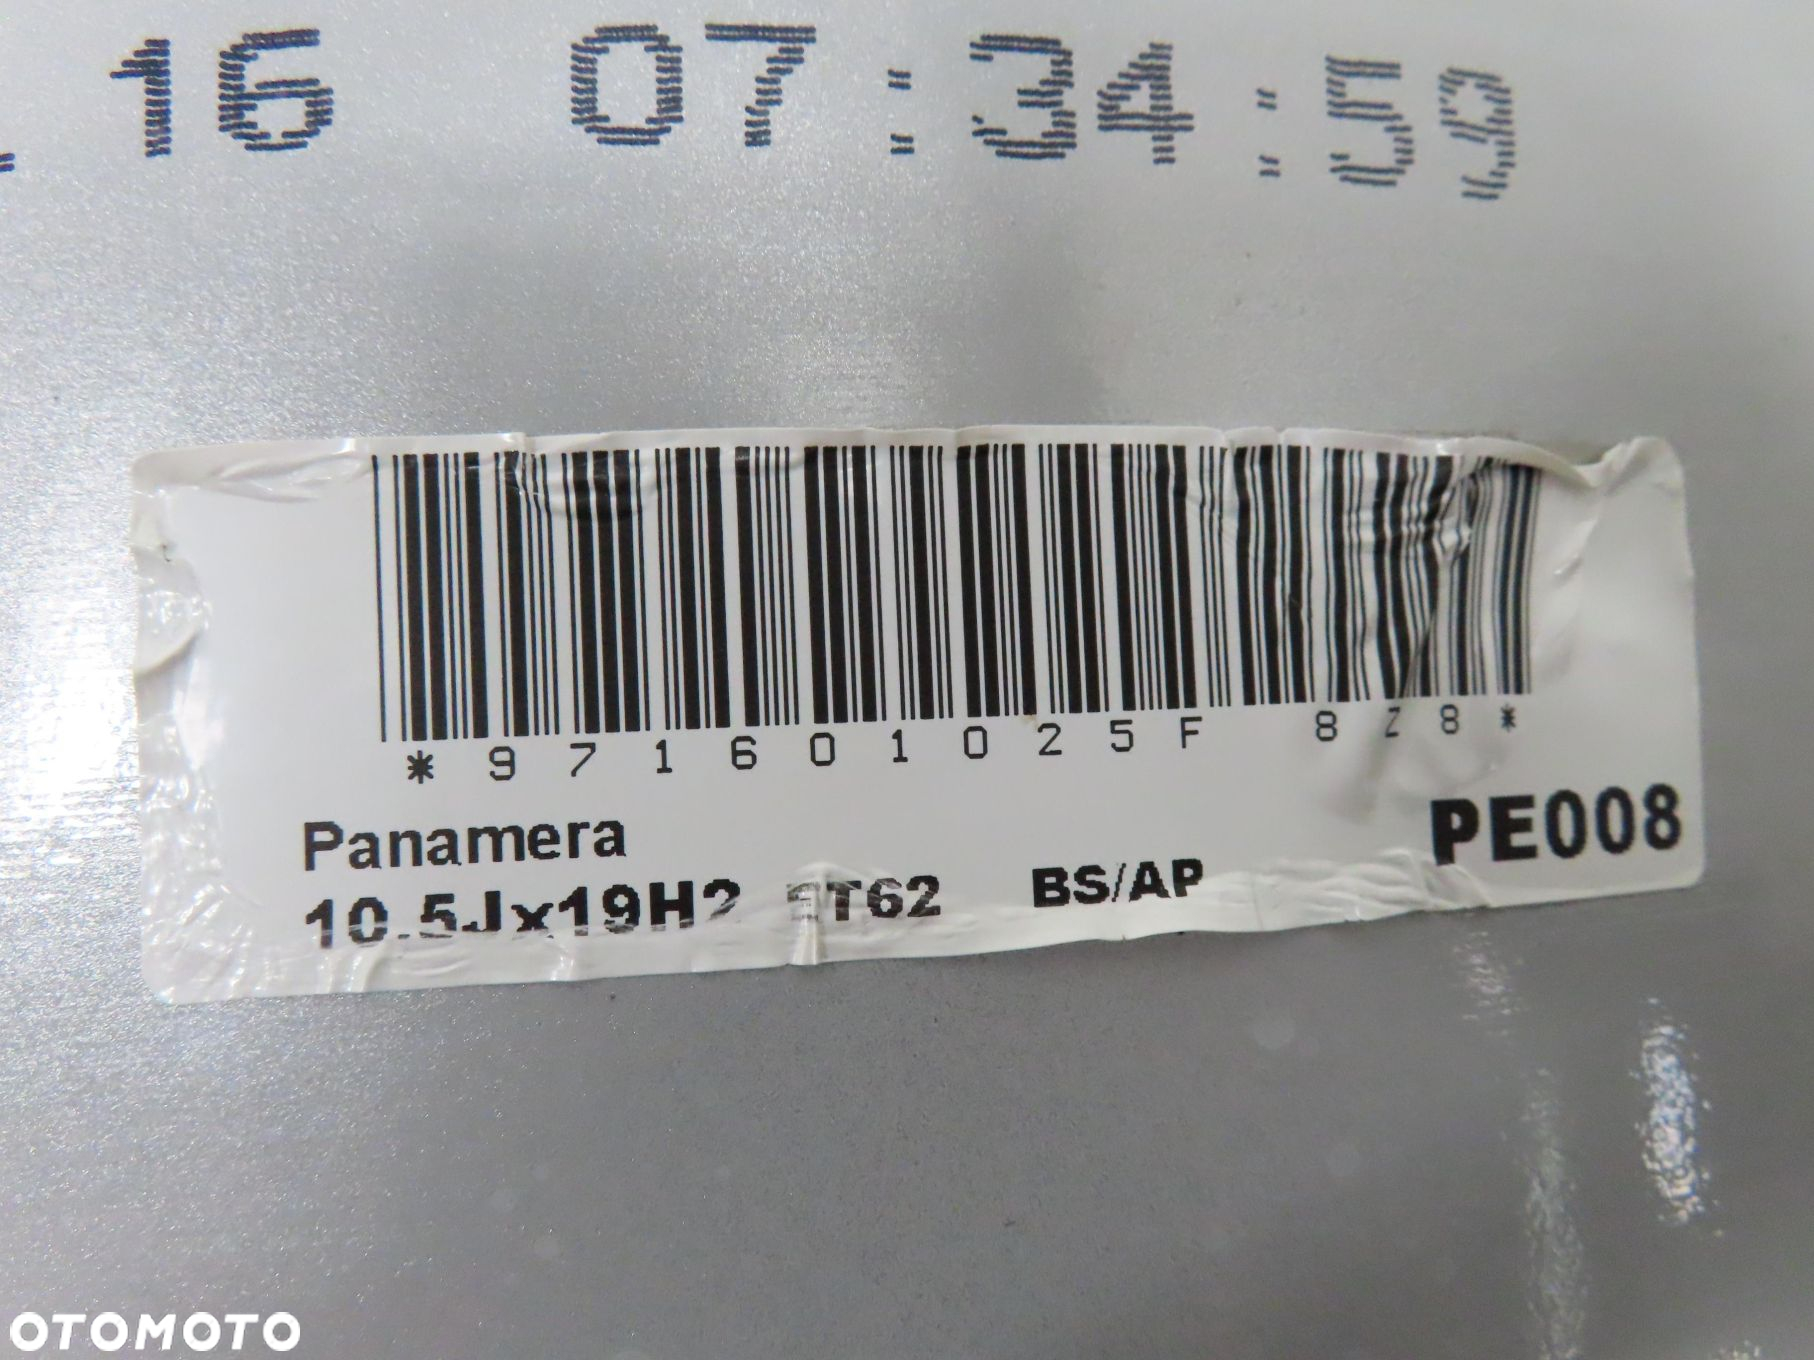 16 07:34:59
*971601025F 8Z8*
Panamera
PE008
10.5Jx19H2 ET62 BS/AP
OTOMOTO